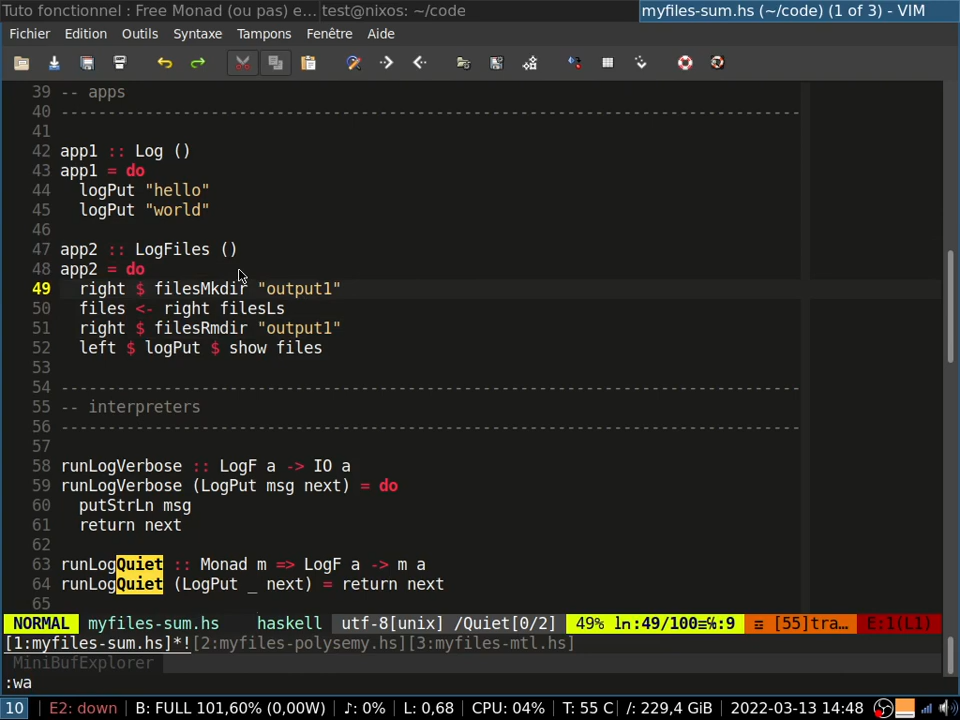 Tuto fonctionnel : Free Monad (ou pas) e... test@nixos: ~/code myfiles-sum.hs (~/code) (1 of 3) - VIM
Fichier Edition Outils Syntaxe Tampons Fenêtre Aide
39 -- apps
40 -------------------------------------------------------------------------------
41
42 app1 :: Log ()
43 app1 = do
44   logPut "hello"
45   logPut "world"
46
47 app2 :: LogFiles ()
48 app2 = do
49   right $ filesMkdir "output1"
50   files <- right filesLs
51   right $ filesRmdir "output1"
52   left $ logPut $ show files
53
54 -------------------------------------------------------------------------------
55 -- interpreters
56 -------------------------------------------------------------------------------
57
58 runLogVerbose :: LogF a -> IO a
59 runLogVerbose (LogPut msg next) = do
60   putStrLn msg
61   return next
62
63 runLogQuiet :: Monad m => LogF a -> m a
64 runLogQuiet (LogPut _ next) = return next
65
NORMAL myfiles-sum.hs haskell utf-8[unix] /Quiet[0/2] 49% ln:49/100≡℅:9 ☲ [55]tra… E:1(L1)
[1:myfiles-sum.hs]*![2:myfiles-polysemy.hs][3:myfiles-mtl.hs]
MiniBufExplorer
:wa
10 E2: down B: FULL 101,60% (0,00W) ♪: 0% L: 0,68 CPU: 04% T: 55 C /: 229,4 GiB 2022-03-13 14:48